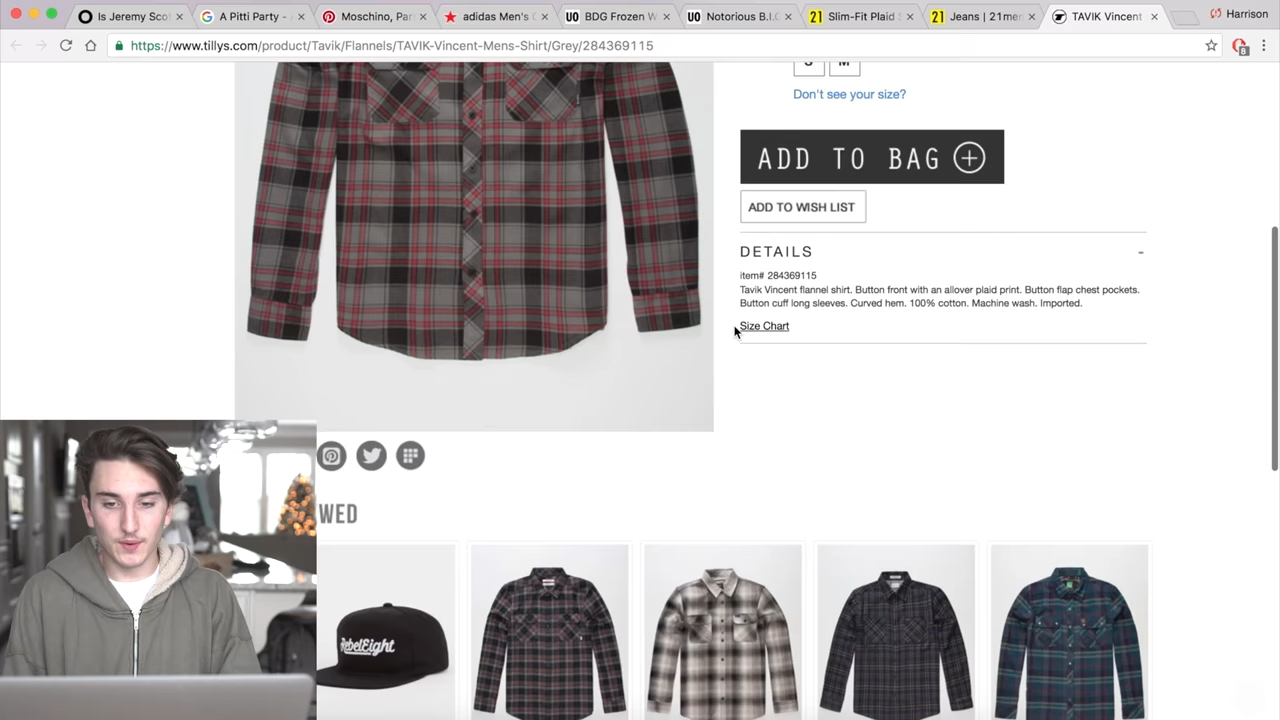 Is Jeremy Sco
A Pitti Party -
Moschino, Par
adidas Men's
BDG Frozen W
Notorious B.I.
Slim-Fit Plaid
Jeans | 21 men
TAVIK Vincent
Harrison
https://www.tillys.com/product/Tavik/Flannels/TAVIK-Vincent-Mens-Shirt/Grey/284369115
S M
Don't see your size?
ADD TO BAG
ADD TO WISH LIST
DETAILS -
item# 284369115
Tavik Vincent flannel shirt. Button front with an allover plaid print. Button flap chest pockets.
Button cuff long sleeves. Curved hem. 100% cotton. Machine wash. Imported.
Size Chart
WED
RebelEight